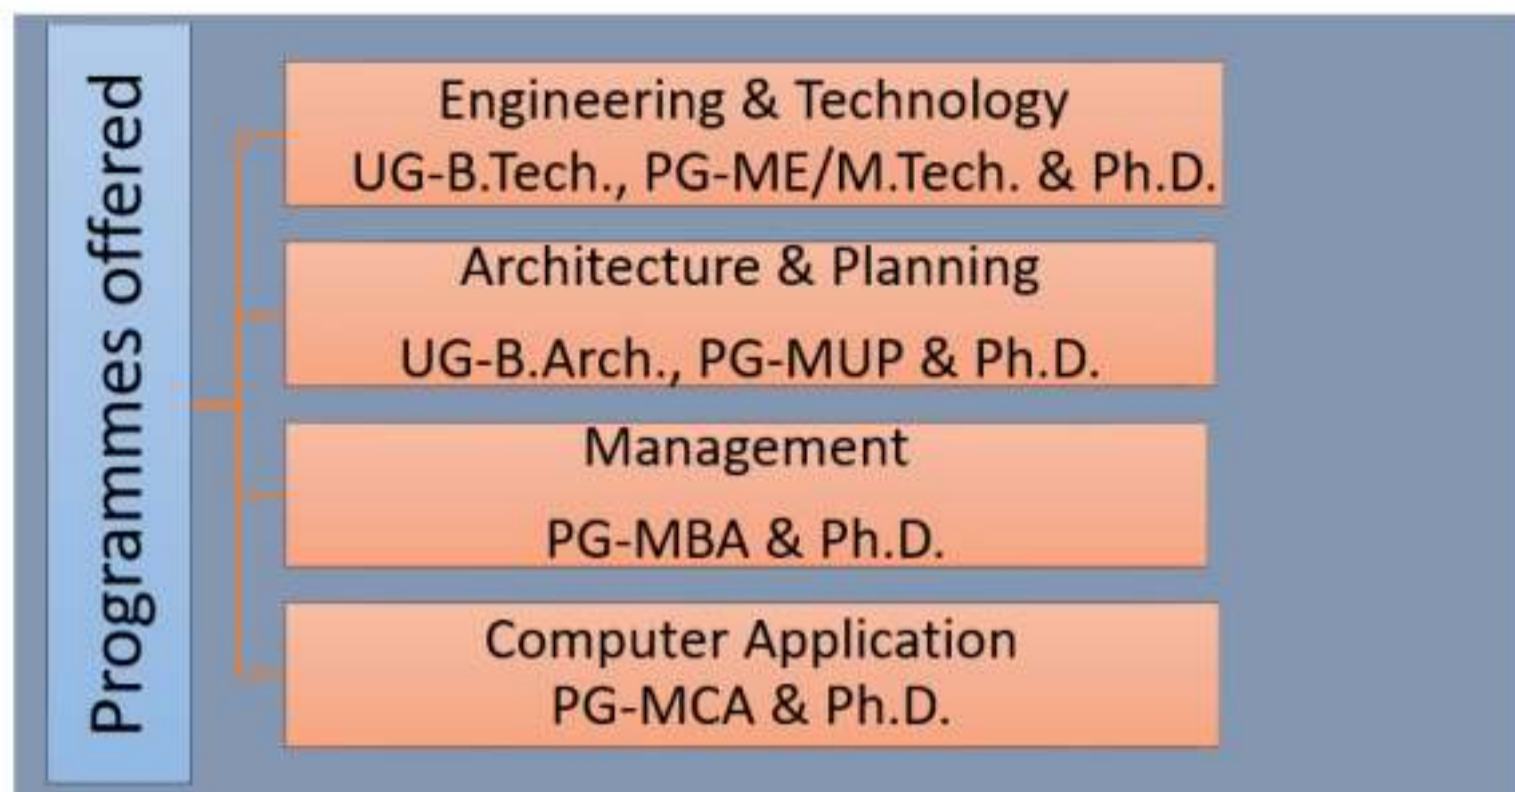 Programmes offered
Engineering & Technology
UG-B.Tech., PG-ME/M.Tech. & Ph.D.
Architecture & Planning
UG-B.Arch., PG-MUP & Ph.D.
Management
PG-MBA & Ph.D.
Computer Application
PG-MCA & Ph.D.